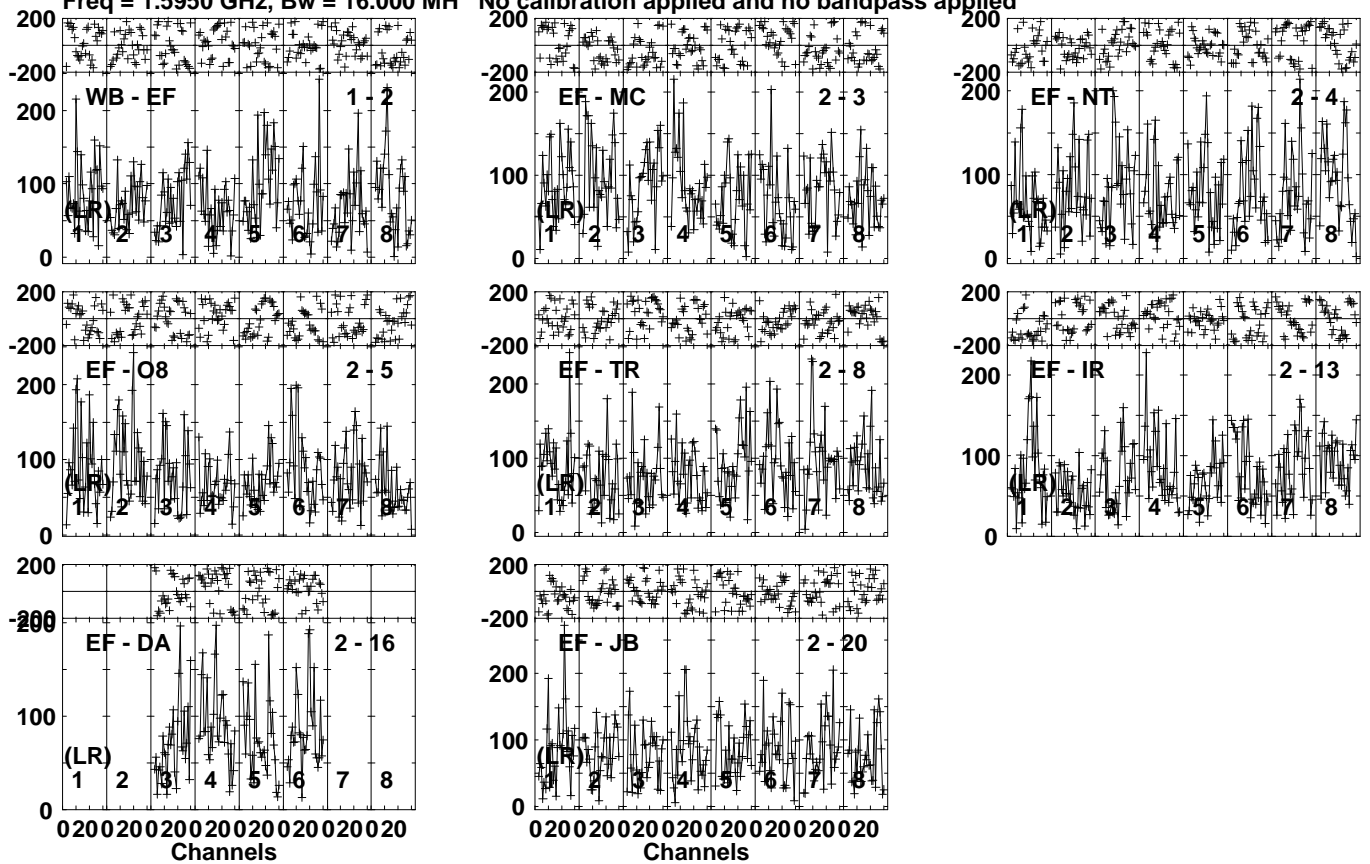 Freq = 1.5950 GHz, Bw = 16.000 MH No calibration applied and no bandpass applied
200
-200
200
100
0
WB - EF 1 - 2
(LR)
1 2 3 4 5 6 7 8
200
-200
200
100
0
EF - MC 2 - 3
(LR)
1 2 3 4 5 6 7 8
200
-200
200
100
0
EF - NT 2 - 4
(LR)
1 2 3 4 5 6 7 8
200
-200
200
100
0
EF - O8 2 - 5
(LR)
1 2 3 4 5 6 7 8
200
-200
200
100
0
EF - TR 2 - 8
(LR)
1 2 3 4 5 6 7 8
200
-200
200
100
0
EF - IR 2 - 13
(LR)
1 2 3 4 5 6 7 8
200
-200
200
100
0
EF - DA 2 - 16
(LR)
1 2 3 4 5 6 7 8
0 20 0 20 0 20 0 20 0 20 0 20 0 20 0 20
Channels
200
-200
200
100
0
EF - JB 2 - 20
(LR)
1 2 3 4 5 6 7 8
0 20 0 20 0 20 0 20 0 20 0 20 0 20 0 20
Channels